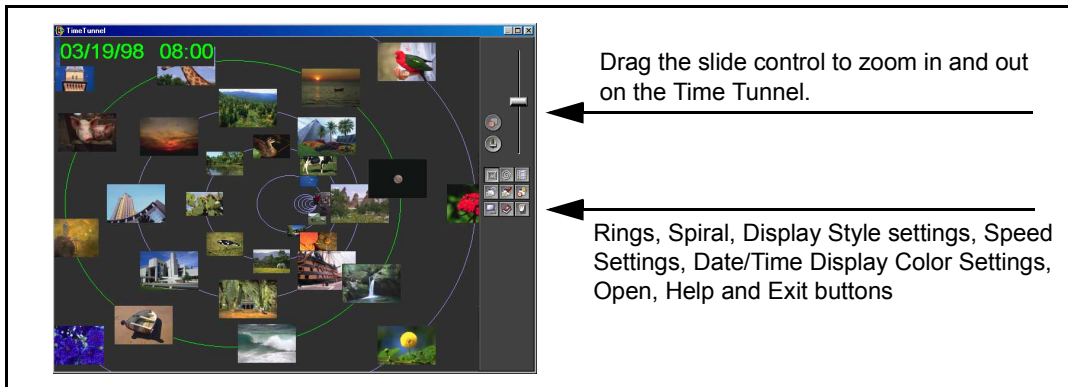 TimeTunnel
03/19/98 08:00
Drag the slide control to zoom in and out
on the Time Tunnel.
Rings, Spiral, Display Style settings, Speed
Settings, Date/Time Display Color Settings,
Open, Help and Exit buttons